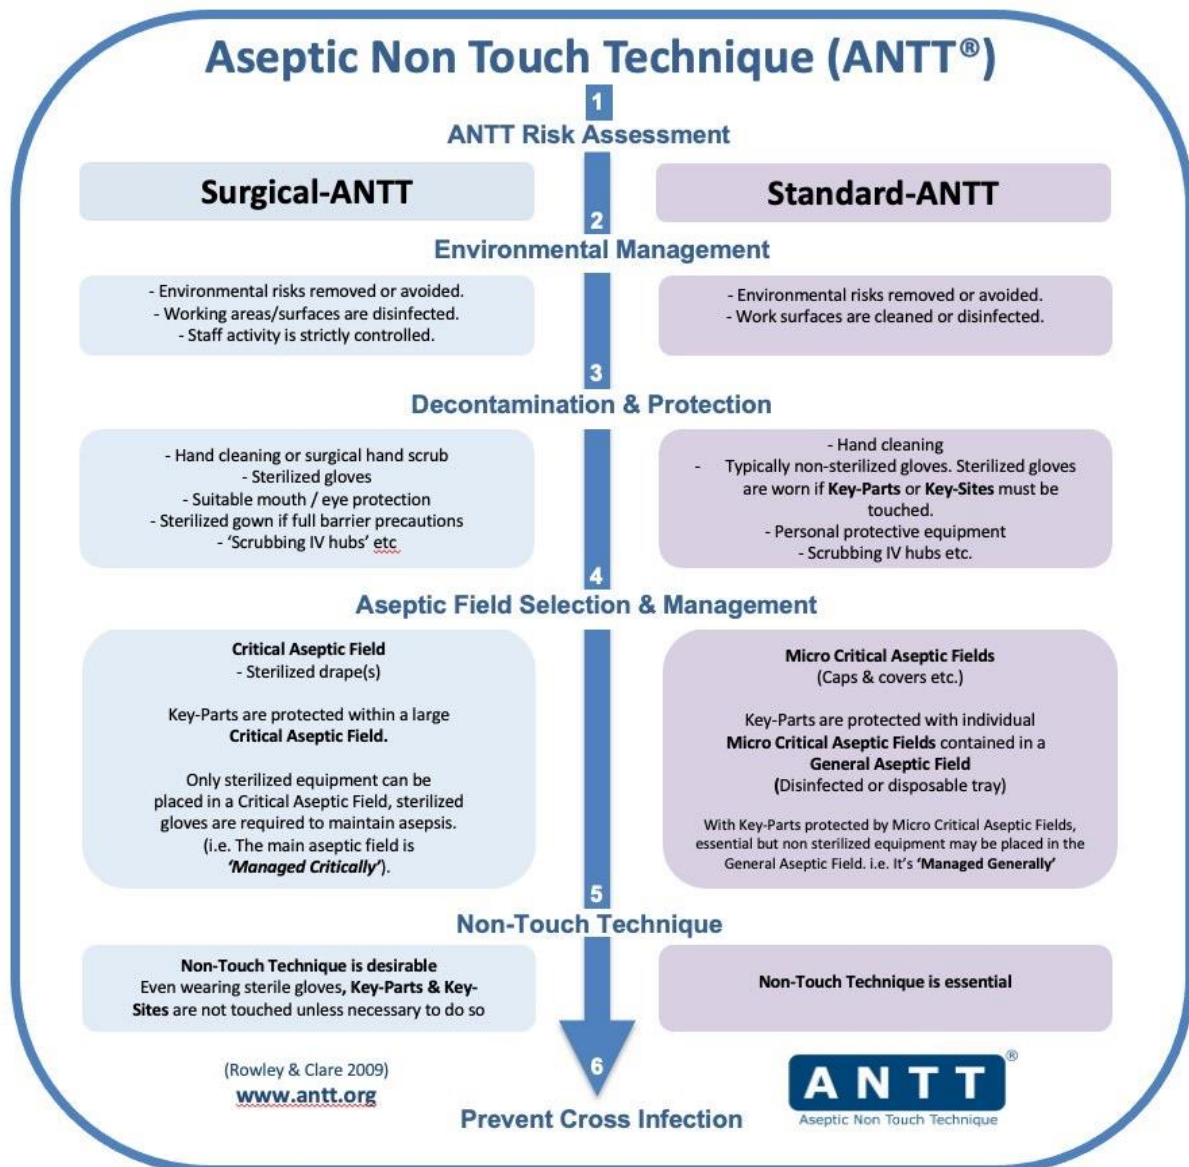 Aseptic Non Touch Technique (ANTT®)
1
ANTT Risk Assessment
Surgical-ANTT
Standard-ANTT
2
Environmental Management
- Environmental risks removed or avoided.
- Working areas/surfaces are disinfected.
- Staff activity is strictly controlled.
- Environmental risks removed or avoided.
- Work surfaces are cleaned or disinfected.
3
Decontamination & Protection
- Hand cleaning or surgical hand scrub
- Sterilized gloves
- Suitable mouth / eye protection
- Sterilized gown if full barrier precautions
- ‘Scrubbing IV hubs’ etc
- Hand cleaning
- Typically non-sterilized gloves. Sterilized gloves
are worn if Key-Parts or Key-Sites must be
touched.
- Personal protective equipment
- Scrubbing IV hubs etc.
4
Aseptic Field Selection & Management
Critical Aseptic Field
- Sterilized drape(s)
Key-Parts are protected within a large
Critical Aseptic Field.
Only sterilized equipment can be
placed in a Critical Aseptic Field, sterilized
gloves are required to maintain asepsis.
(i.e. The main aseptic field is
‘Managed Critically’).
Micro Critical Aseptic Fields
(Caps & covers etc.)
Key-Parts are protected with individual
Micro Critical Aseptic Fields contained in a
General Aseptic Field
(Disinfected or disposable tray)
With Key-Parts protected by Micro Critical Aseptic Fields,
essential but non sterilized equipment may be placed in the
General Aseptic Field. i.e. It’s ‘Managed Generally’
5
Non-Touch Technique
Non-Touch Technique is desirable
Even wearing sterile gloves, Key-Parts & Key-
Sites are not touched unless necessary to do so
Non-Touch Technique is essential
6
Prevent Cross Infection
(Rowley & Clare 2009)
www.antt.org
ANTT®
Aseptic Non Touch Technique